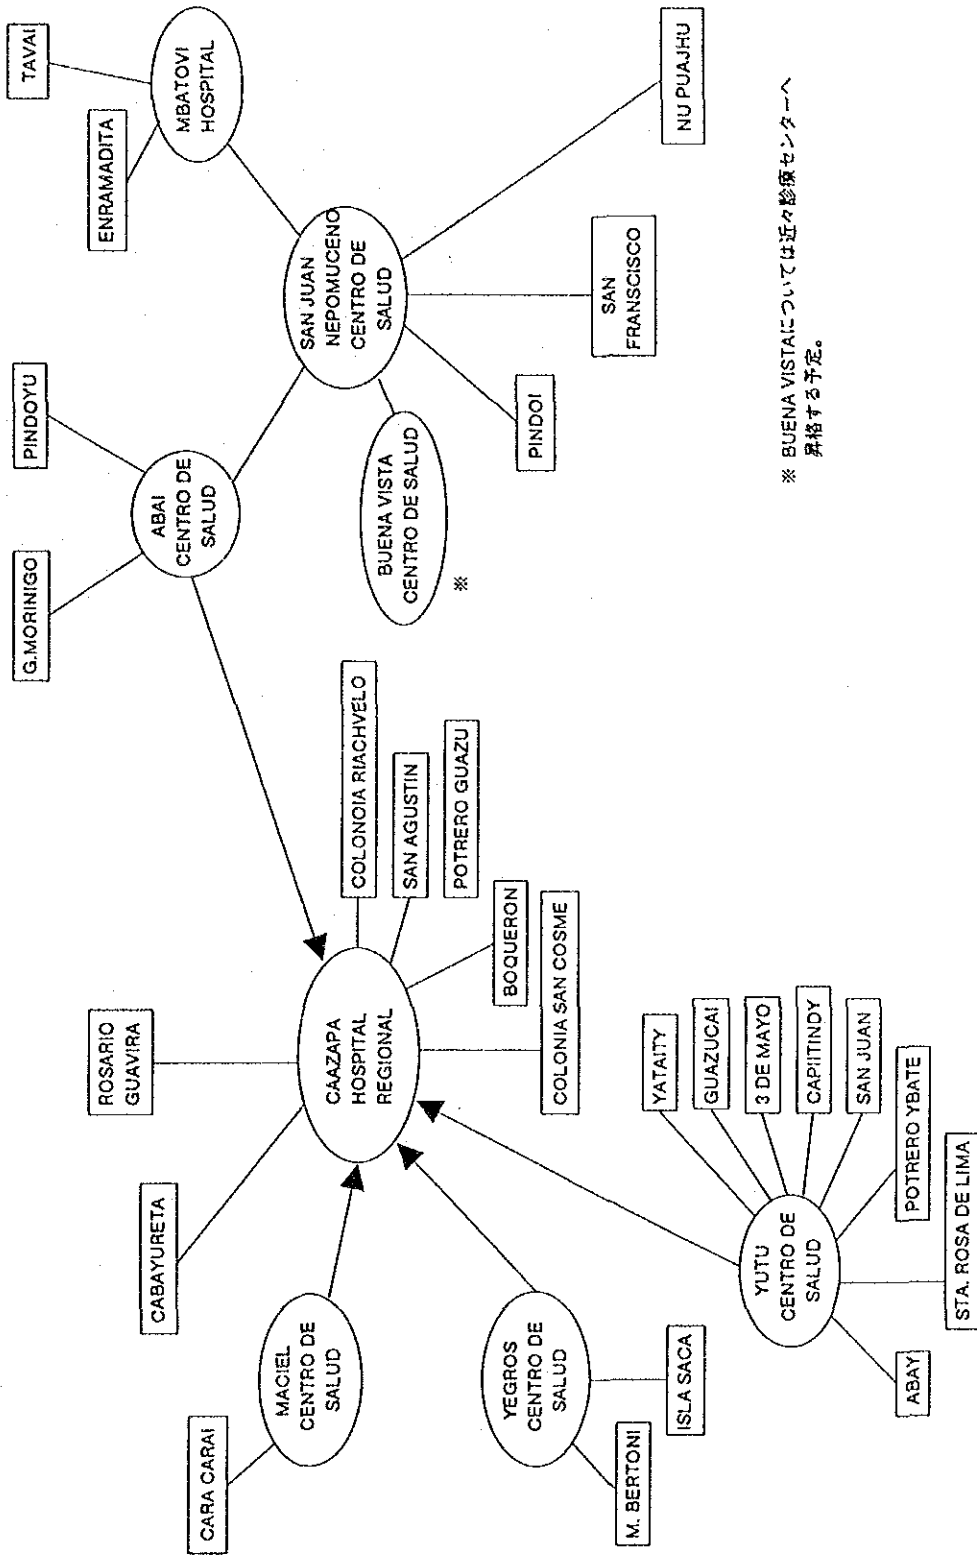 TAVAI
ENRAMADITA
MBATOVI
HOSPITAL
PINDOYU
G.MORINIGO
ABAI
CENTRO DE
SALUD
SAN JUAN
NEPOMUCENO
CENTRO DE
SALUD
BUENA VISTA
CENTRO DE SALUD
※
NU PUAJHU
SAN
FRANSCISCO
PINDOI
ROSARIO
GUAVIRA
CABAYURETA
CAAZAPA
HOSPITAL
REGIONAL
COLONOIA RIACHVELO
SAN AGUSTIN
POTRERO GUAZU
BOQUERON
COLONIA SAN COSME
CARA CARAI
MACIEL
CENTRO DE
SALUD
YEGROS
CENTRO DE
SALUD
M. BERTONI
ISLA SACA
YUTU
CENTRO DE
SALUD
YATAITY
GUAZUCAI
3 DE MAYO
CAPIITINDY
SAN JUAN
POTRERO YBATE
STA. ROSA DE LIMA
ABAY
※ BUENA VISTAについては近々診療センターへ
昇格する予定。